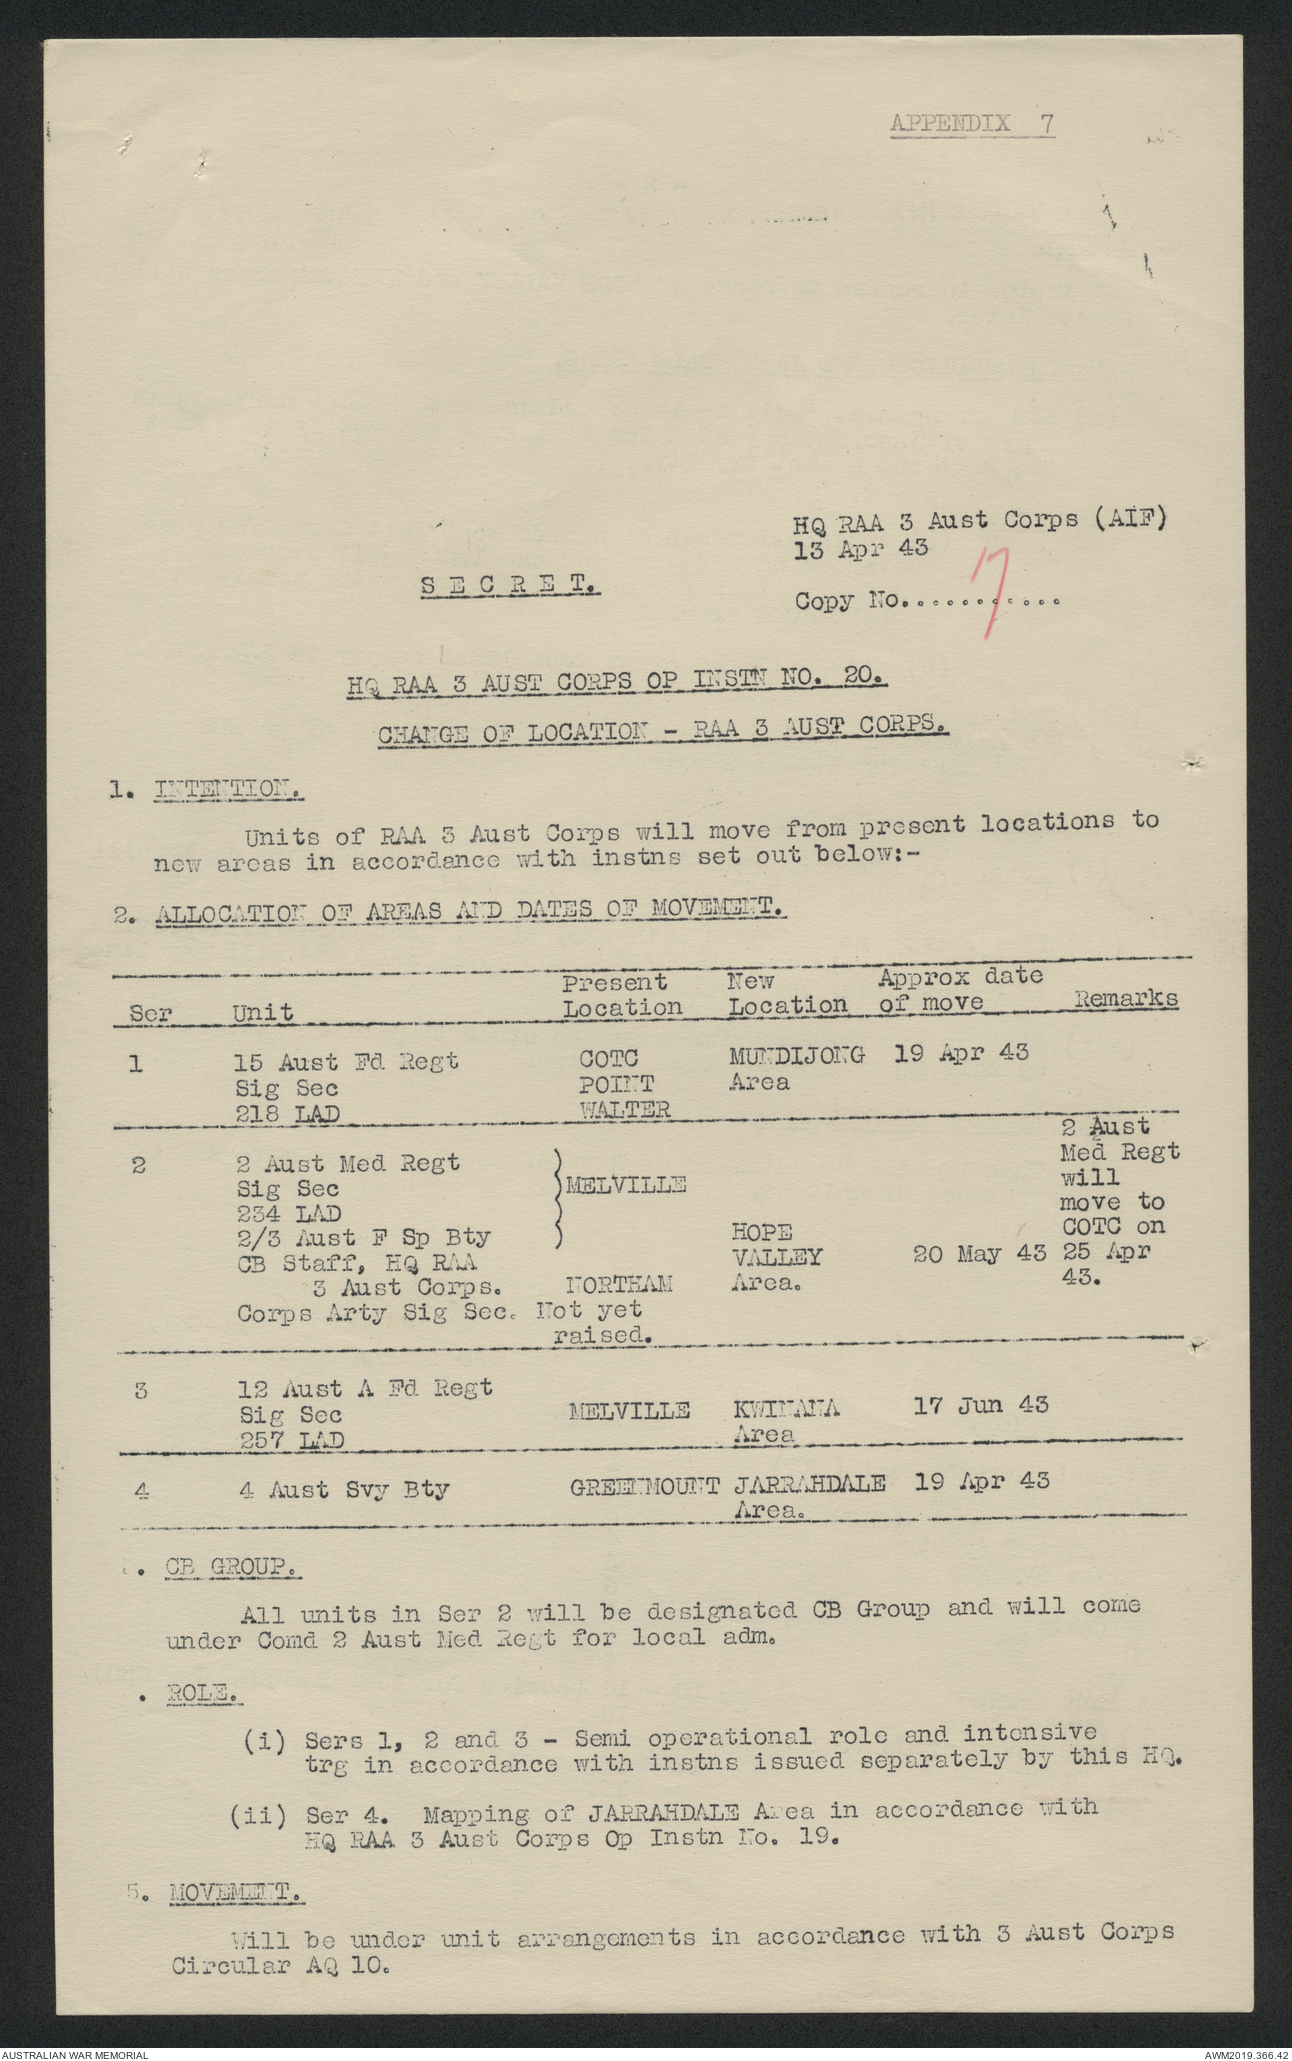 APPENDIX 7
HQ RAA 3 Aust Corps (AIF)
13 Apr 43
S E C R E T.
Copy No............ 7
HQ RAA 3 AUST CORPS OP INSTN NO. 20.
CHANGE OF LOCATION - RAA 3 AUST CORPS.
1. INTENTION.
Units of RAA 3 Aust Corps will move from present locations to
new areas in accordance with instns set out below:-
2. ALLOCATION OF AREAS AND DATES OF MOVEMENT.
Present New Approx date
Ser Unit Location Location of move Remarks
1 15 Aust Fd Regt COTC MUNDIJONG 19 Apr 43
Sig Sec POINT Area
218 LAD WALTER
2 Aust
2 2 Aust Med Regt Med Regt
Sig Sec MELVILLE will
234 LAD move to
2/3 Aust F Sp Bty HOPE COTC on
CB Staff, HQ RAA VALLEY 20 May 43 25 Apr
3 Aust Corps. NORTHAM Area. 43.
Corps Arty Sig Sec. Not yet
raised.
3 12 Aust A Fd Regt
Sig Sec MELVILLE KWINANA 17 Jun 43
257 LAD Area
4 4 Aust Svy Bty GREENMOUNT JARRAHDALE 19 Apr 43
Area.
. CB GROUP.
All units in Ser 2 will be designated CB Group and will come
under Comd 2 Aust Med Regt for local adm.
. ROLE.
(i) Sers 1, 2 and 3 - Semi operational role and intensive
trg in accordance with instns issued separately by this HQ.
(ii) Ser 4. Mapping of JARRAHDALE Area in accordance with
HQ RAA 3 Aust Corps Op Instn No. 19.
5. MOVEMENT.
Will be under unit arrangements in accordance with 3 Aust Corps
Circular AQ 10.
AUSTRALIAN WAR MEMORIAL
AWM2019.366.42